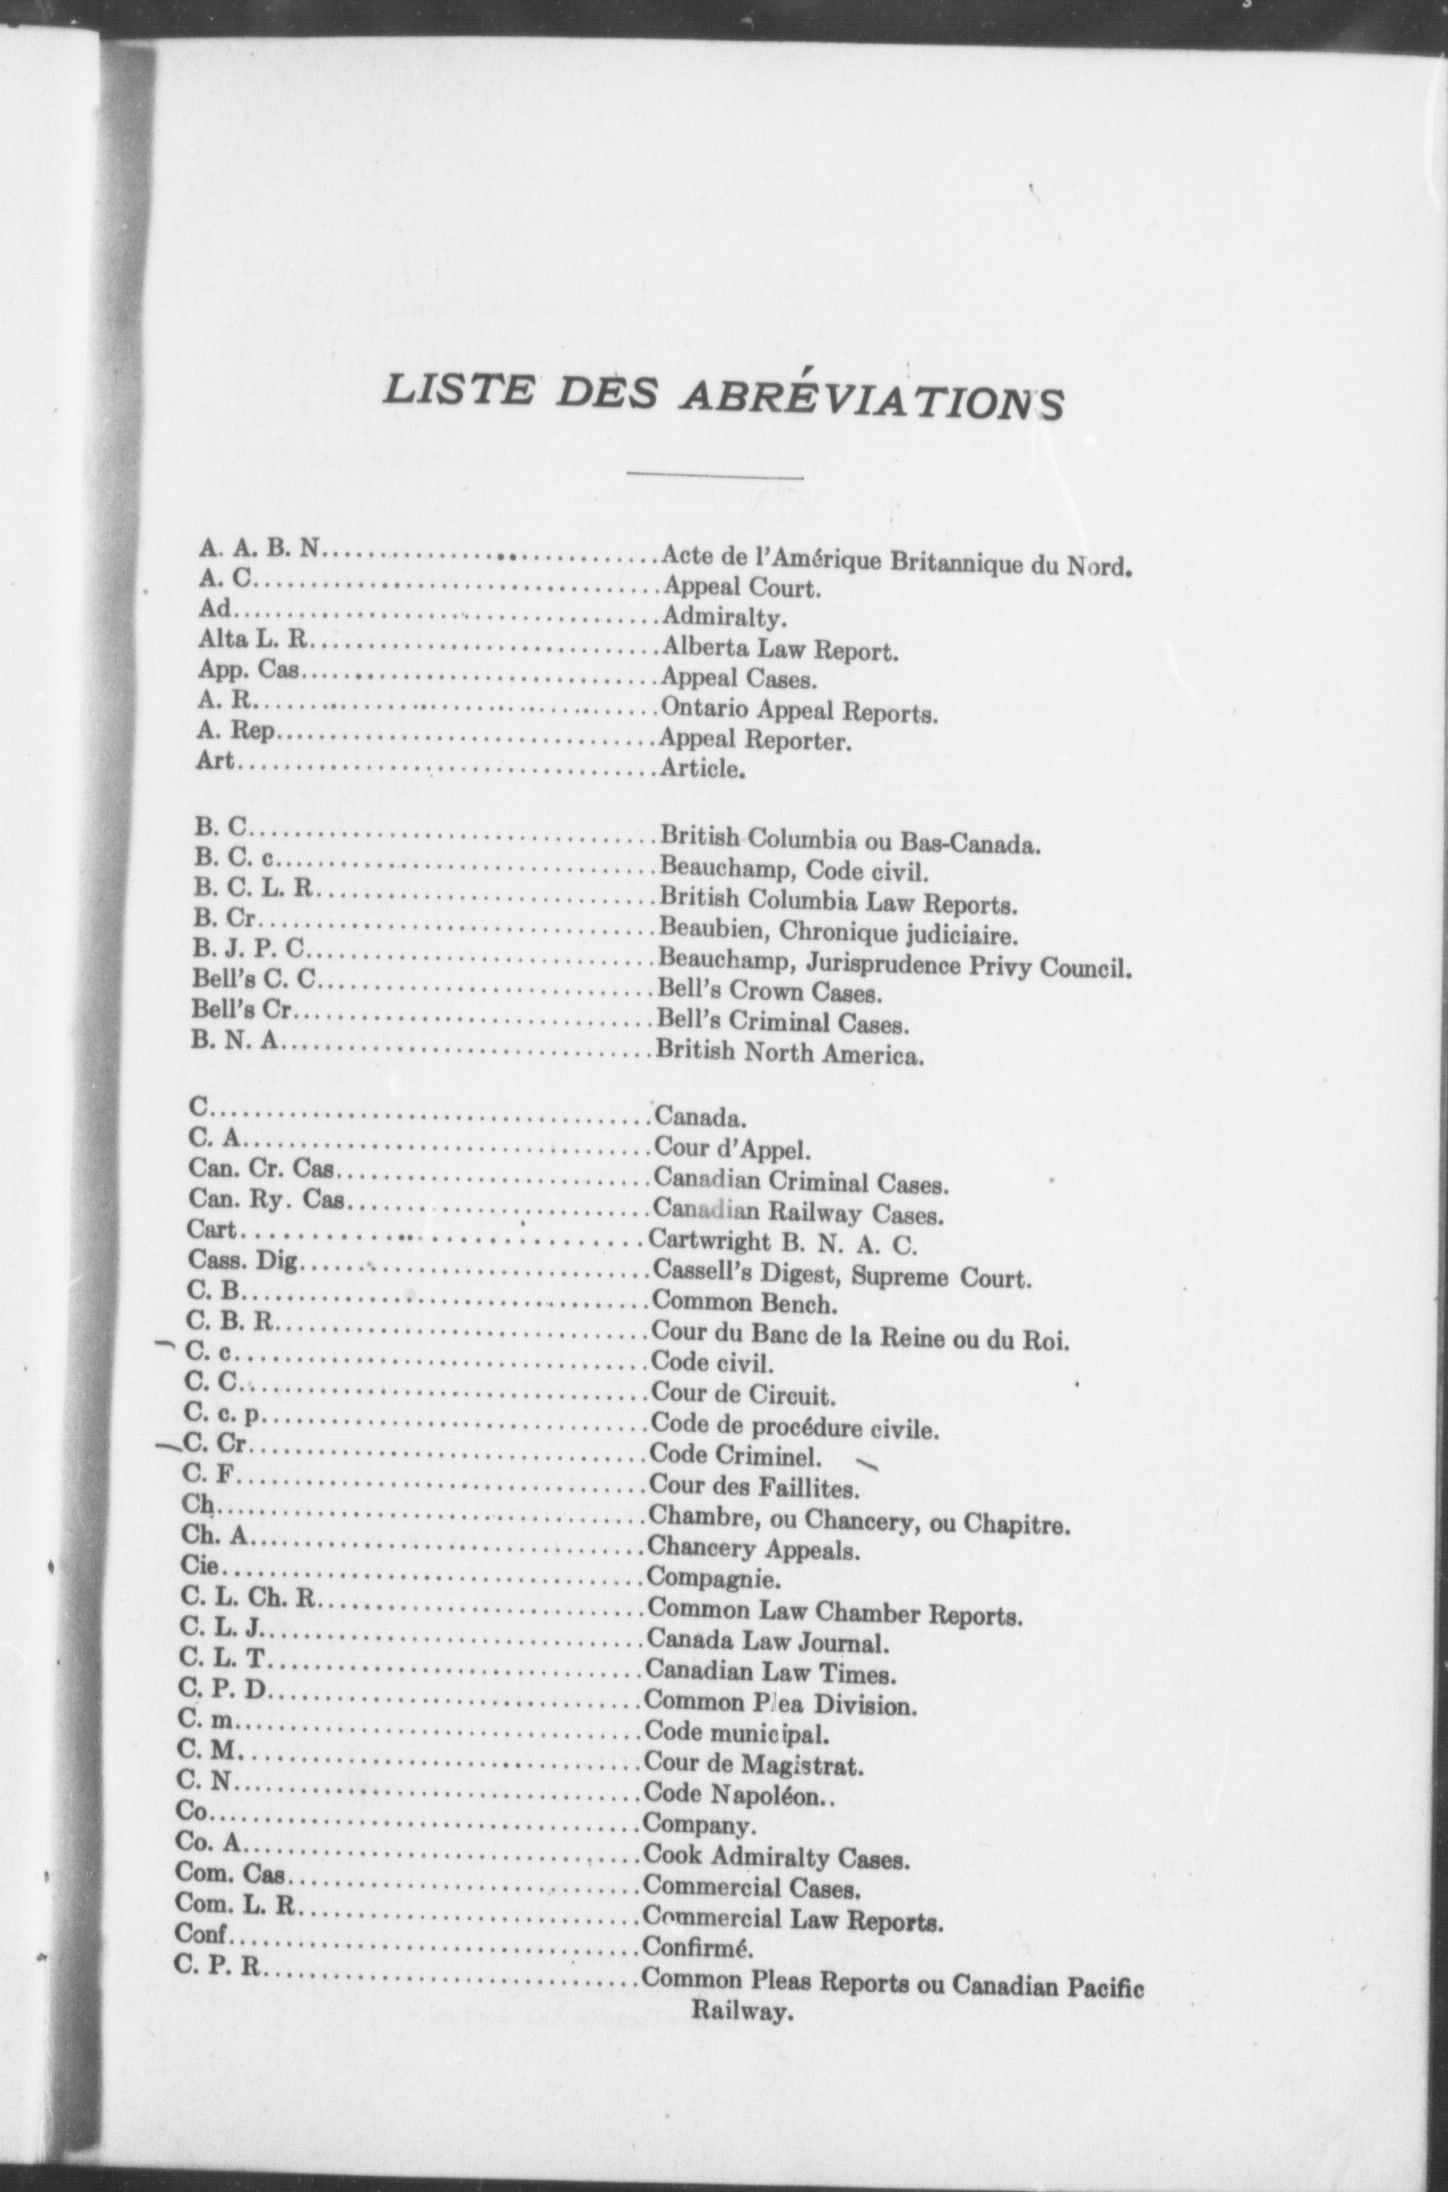 LISTE DES ABRÉVIATIONS
A. A. B. N..............................Acte de l'Amérique Britannique du Nord.
A. C....................................Appeal Court.
Ad......................................Admiralty.
Alta L. R...............................Alberta Law Report.
App. Cas................................Appeal Cases.
A. R....................................Ontario Appeal Reports.
A. Rep..................................Appeal Reporter.
Art.....................................Article.
B. C....................................British Columbia ou Bas-Canada.
B. C. c.................................Beauchamp, Code civil.
B. C. L. R..............................British Columbia Law Reports.
B. Cr...................................Beaubien, Chronique judiciaire.
B. J. P. C..............................Beauchamp, Jurisprudence Privy Council.
Bell's C. C.............................Bell's Crown Cases.
Bell's Cr...............................Bell's Criminal Cases.
B. N. A.................................British North America.
C.......................................Canada.
C. A....................................Cour d'Appel.
Can. Cr. Cas............................Canadian Criminal Cases.
Can. Ry. Cas............................Canadian Railway Cases.
Cart....................................Cartwright B. N. A. C.
Cass. Dig...............................Cassell's Digest, Supreme Court.
C. B....................................Common Bench.
C. B. R.................................Cour du Banc de la Reine ou du Roi.
C. c....................................Code civil.
C. C....................................Cour de Circuit.
C. c. p.................................Code de procédure civile.
C. Cr...................................Code Criminel.
C. F....................................Cour des Faillites.
Ch......................................Chambre, ou Chancery, ou Chapitre.
Ch. A...................................Chancery Appeals.
Cie.....................................Compagnie.
C. L. Ch. R.............................Common Law Chamber Reports.
C. L. J.................................Canada Law Journal.
C. L. T.................................Canadian Law Times.
C. P. D.................................Common Plea Division.
C. m....................................Code municipal.
C. M....................................Cour de Magistrat.
C. N....................................Code Napoléon..
Co......................................Company.
Co. A...................................Cook Admiralty Cases.
Com. Cas................................Commercial Cases.
Com. L. R...............................Commercial Law Reports.
Conf....................................Confirmé.
C. P. R.................................Common Pleas Reports ou Canadian Pacific
Railway.